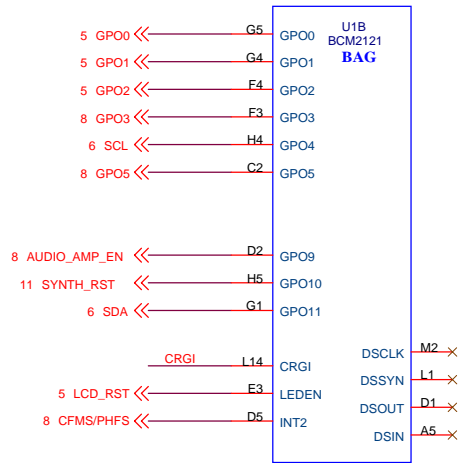 U1B
BCM2121
BAG
5 GPO0 G5 GPO0
5 GPO1 G4 GPO1
5 GPO2 F4 GPO2
8 GPO3 F3 GPO3
6 SCL H4 GPO4
8 GPO5 C2 GPO5
8 AUDIO_AMP_EN D2 GPO9
11 SYNTH_RST H5 GPO10
6 SDA G1 GPO11
DSCLK M2
CRGI L14 CRGI
DSSYN L1
5 LCD_RST E3 LEDEN
DSOUT D1
8 CFMS/PHFS D5 INT2
DSIN A5